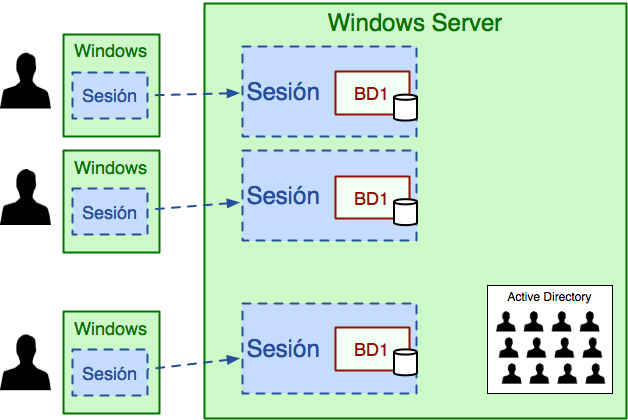 Windows Server
Windows
Sesión
Sesión
BD1
Windows
Sesión
Sesión
BD1
Active Directory
Windows
Sesión
Sesión
BD1